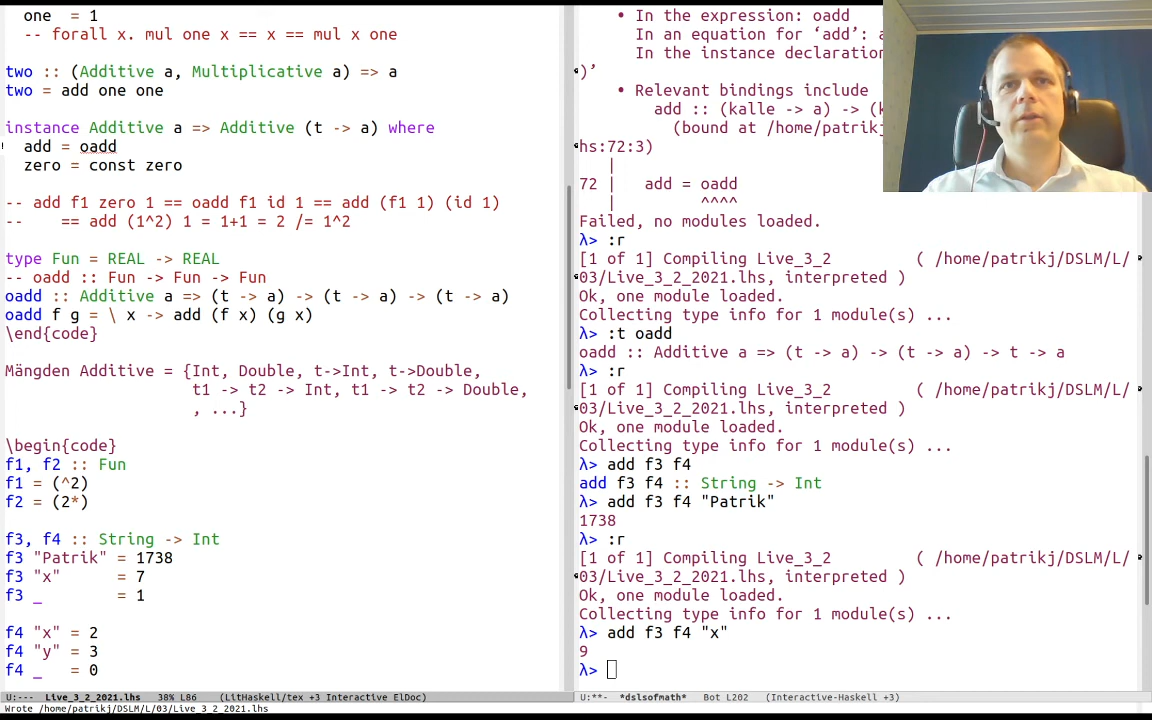 one  = 1
-- forall x. mul one x == x == mul x one
two :: (Additive a, Multiplicative a) => a
two = add one one
instance Additive a => Additive (t -> a) where
! add = oadd
zero = const zero
-- add f1 zero 1 == oadd f1 id 1 == add (f1 1) (id 1)
--    == add (1^2) 1 = 1+1 = 2 /= 1^2
type Fun = REAL -> REAL
-- oadd :: Fun -> Fun -> Fun
oadd :: Additive a => (t -> a) -> (t -> a) -> (t -> a)
oadd f g = \ x -> add (f x) (g x)
\end{code}
Mängden Additive = {Int, Double, t->Int, t->Double,
t1 -> t2 -> Int, t1 -> t2 -> Double,
, ...}
\begin{code}
f1, f2 :: Fun
f1 = (^2)
f2 = (2*)
f3, f4 :: String -> Int
f3 "Patrik" = 1738
f3 "x"      = 7
f3 _        = 1
f4 "x" = 2
f4 "y" = 3
f4 _   = 0
U:---  Live_3_2_2021.lhs   38% L86    (LitHaskell/tex +3 Interactive ElDoc)
Wrote /home/patrikj/DSLM/L/03/Live_3_2_2021.lhs
• In the expression: oadd
In an equation for ‘add’: a
In the instance declaration
)’
• Relevant bindings include
add :: (kalle -> a) -> (k
(bound at /home/patrikj
hs:72:3)
|
72 |   add = oadd
|         ^^^^
Failed, no modules loaded.
λ> :r
[1 of 1] Compiling Live_3_2         ( /home/patrikj/DSLM/L/
03/Live_3_2_2021.lhs, interpreted )
Ok, one module loaded.
Collecting type info for 1 module(s) ...
λ> :t oadd
oadd :: Additive a => (t -> a) -> (t -> a) -> t -> a
λ> :r
[1 of 1] Compiling Live_3_2         ( /home/patrikj/DSLM/L/
03/Live_3_2_2021.lhs, interpreted )
Ok, one module loaded.
Collecting type info for 1 module(s) ...
λ> add f3 f4
add f3 f4 :: String -> Int
λ> add f3 f4 "Patrik"
1738
λ> :r
[1 of 1] Compiling Live_3_2         ( /home/patrikj/DSLM/L/
03/Live_3_2_2021.lhs, interpreted )
Ok, one module loaded.
Collecting type info for 1 module(s) ...
λ> add f3 f4 "x"
9
λ>
U:**-  *dslsofmath*   Bot L202   (Interactive-Haskell +3)